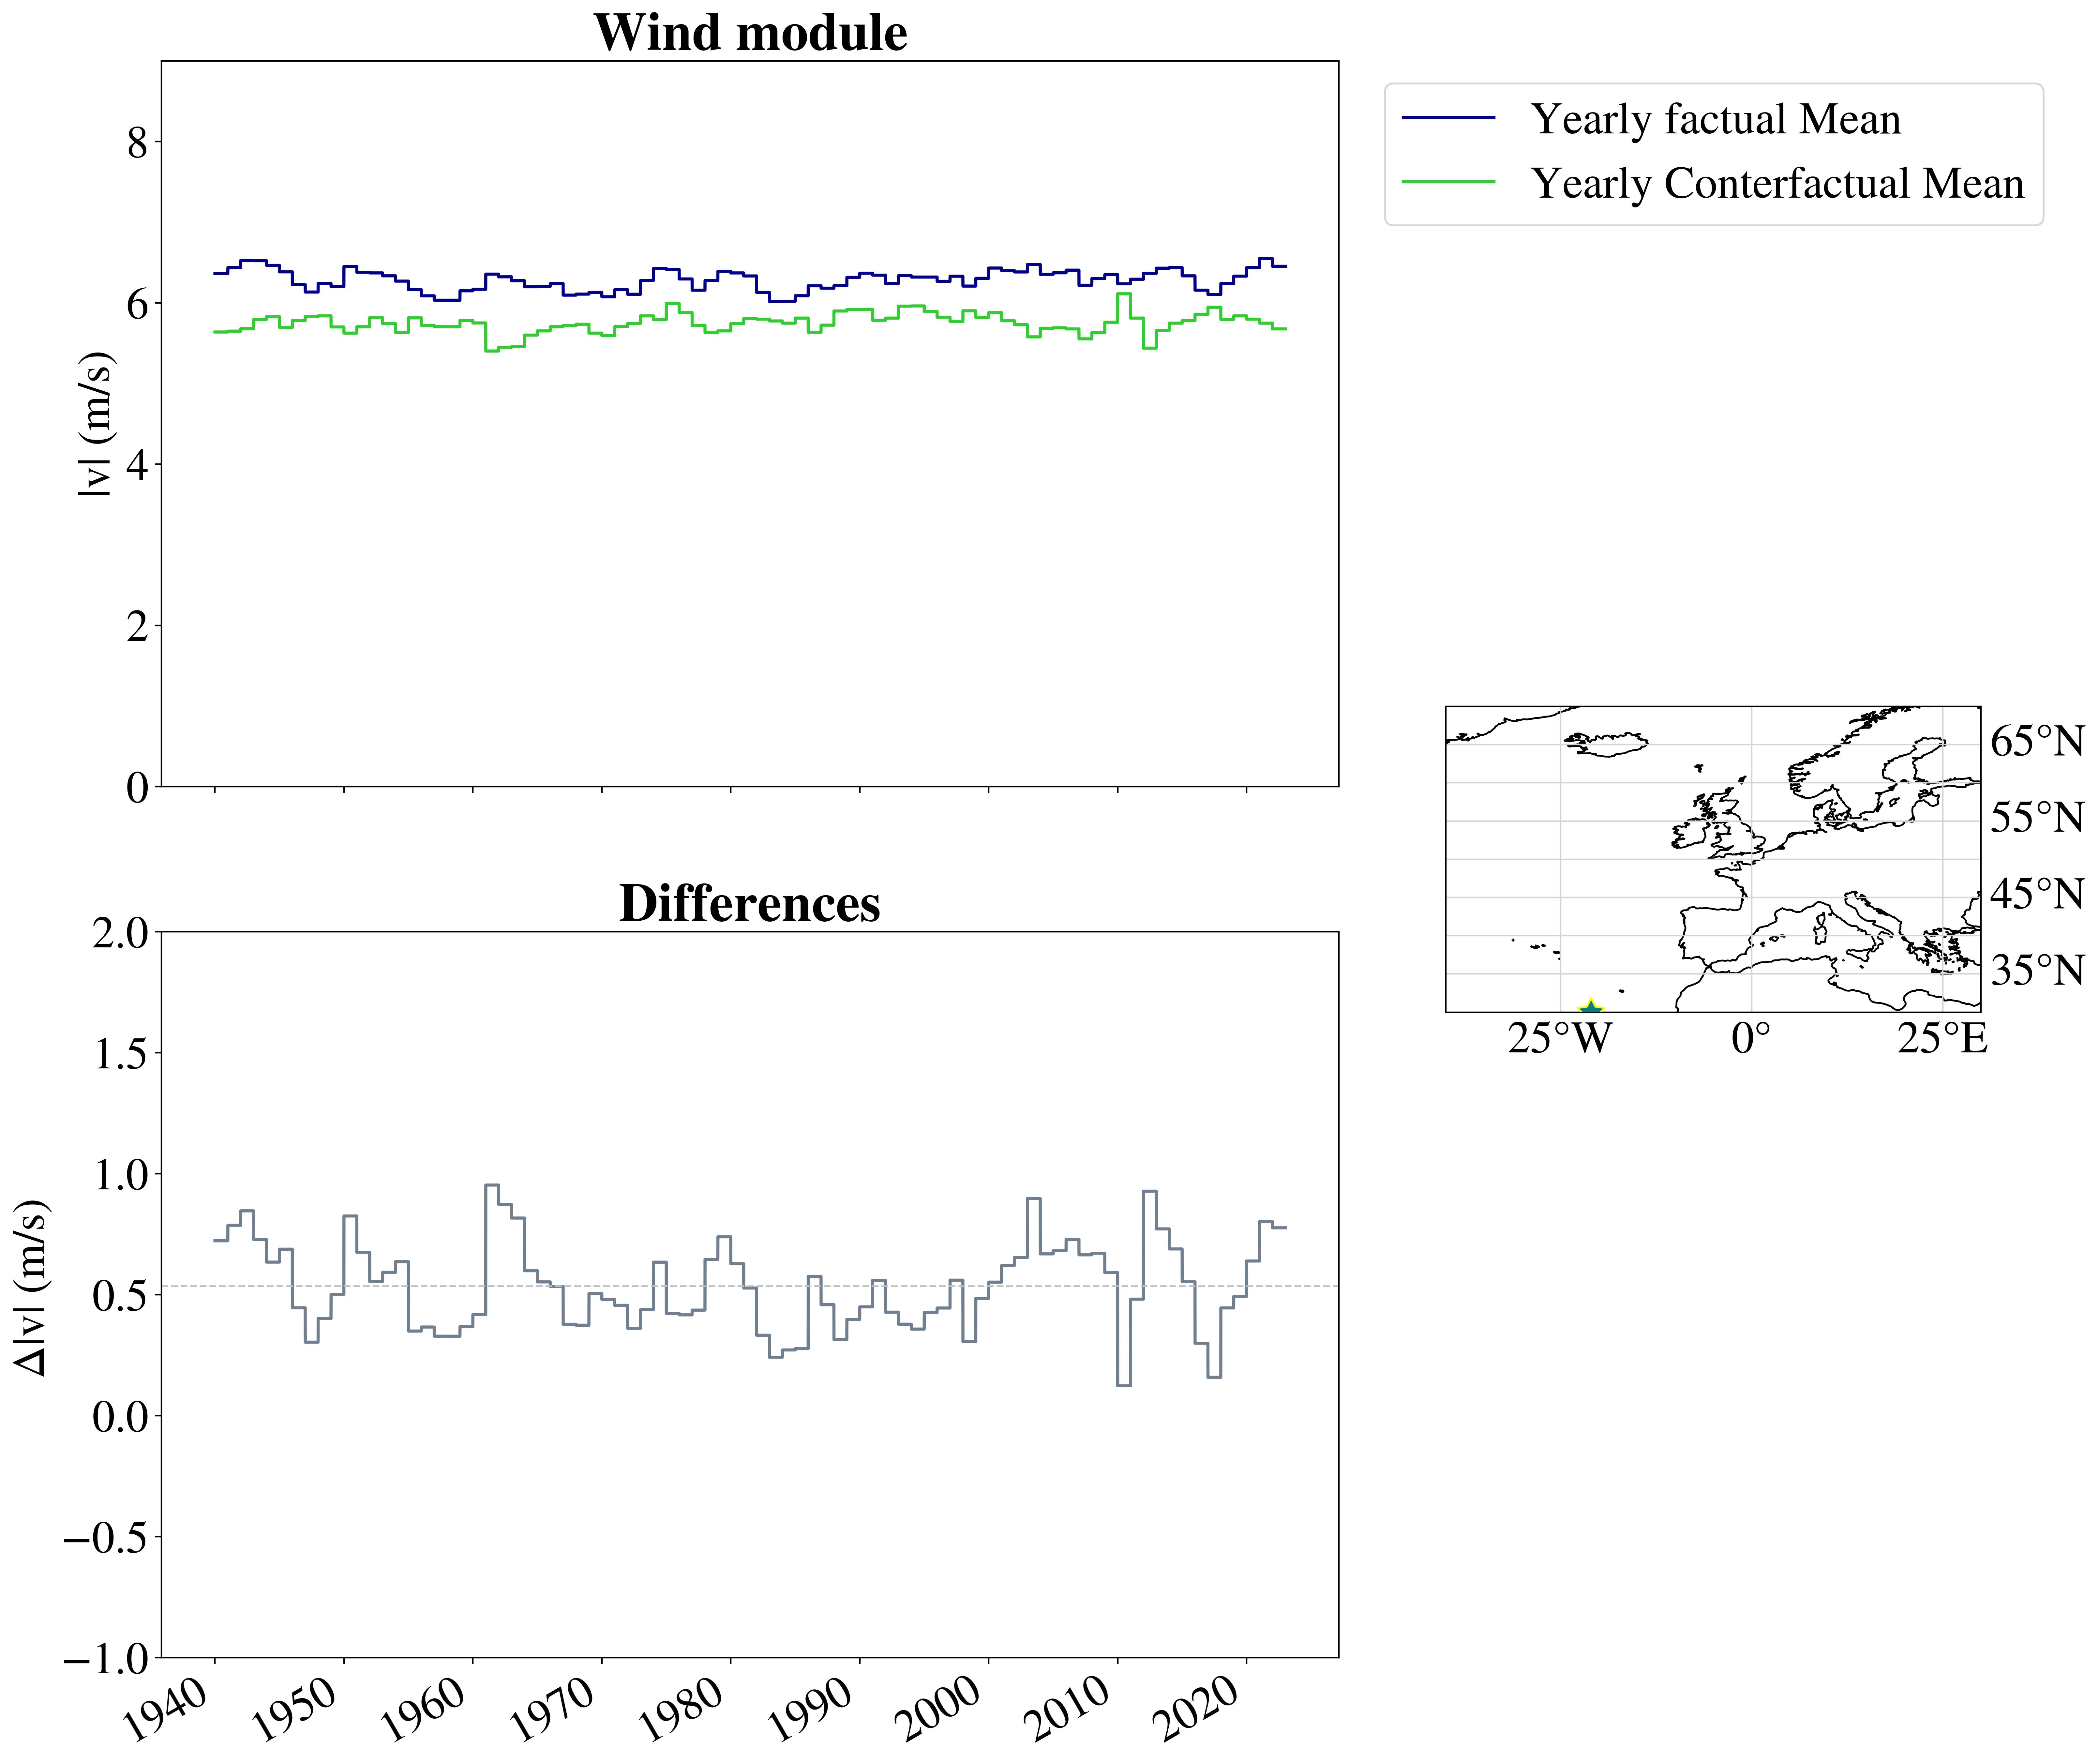 Wind module
8
6
4
2
0
|v| (m/s)
Yearly factual Mean
Yearly Conterfactual Mean
65°N
55°N
45°N
35°N
25°W 0° 25°E
Differences
2.0
1.5
1.0
0.5
0.0
−0.5
−1.0
Δ|v| (m/s)
1940 1950 1960 1970 1980 1990 2000 2010 2020